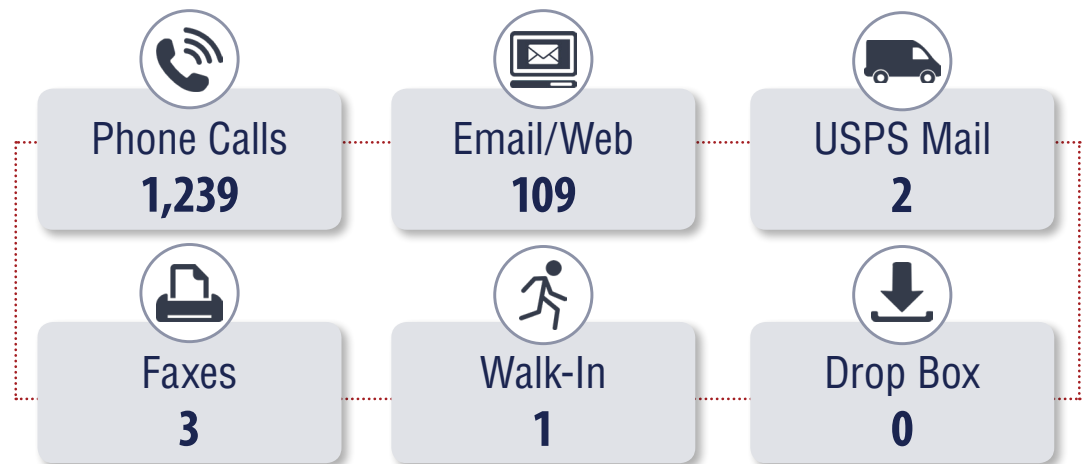 Phone Calls
1,239
Email/Web
109
USPS Mail
2
Faxes
3
Walk-In
1
Drop Box
0